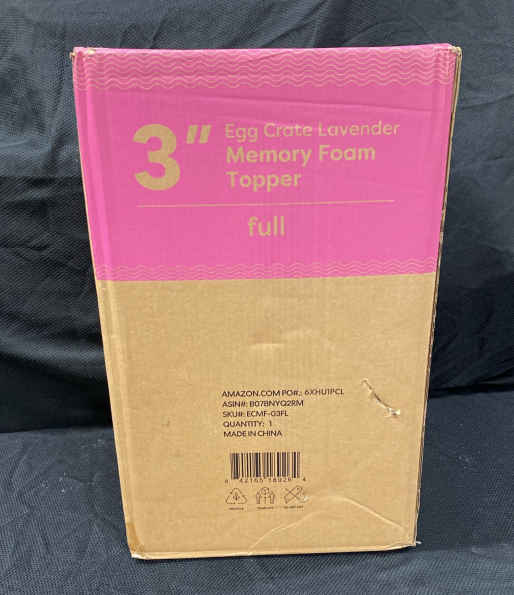 3"
Egg Crate Lavender
Memory Foam
Topper
full
AMAZON.COM PO#.: 6XHU1PCL
ASIN#: B07BNYQ2RM
SKU#: ECMF-03FL
QUANTITY: 1
MADE IN CHINA